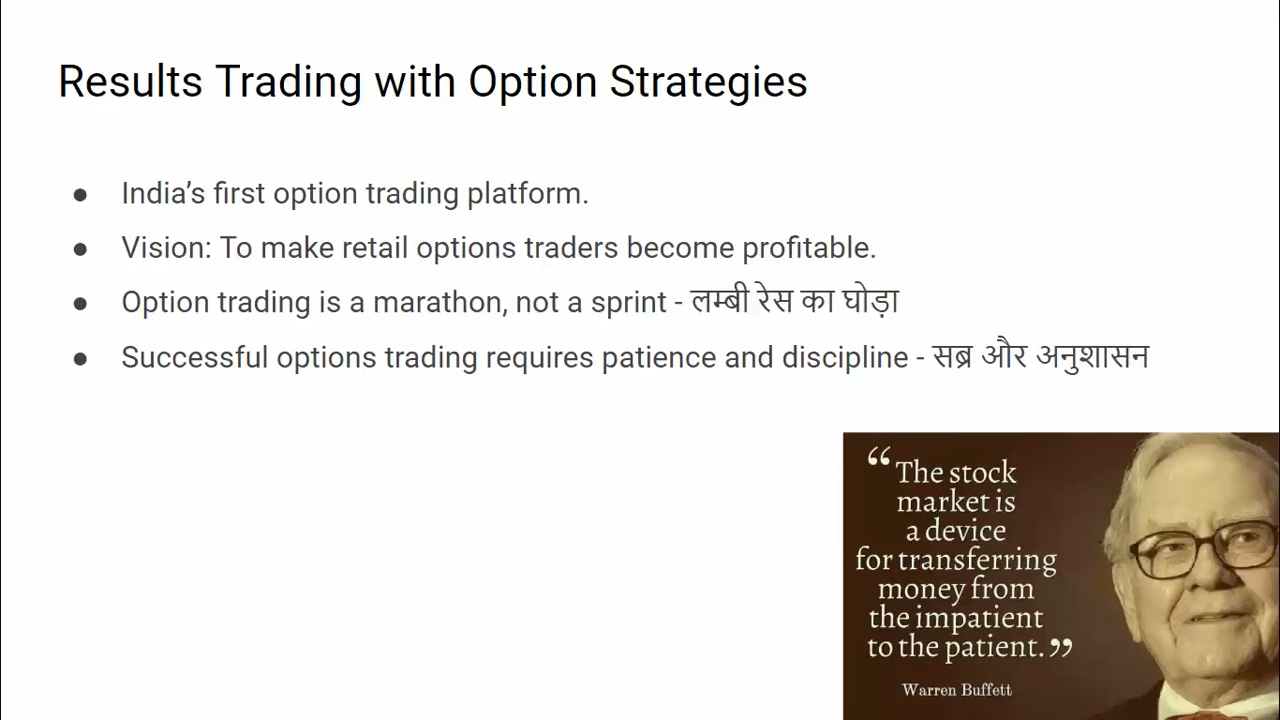 Results Trading with Option Strategies
● India’s first option trading platform.
● Vision: To make retail options traders become profitable.
● Option trading is a marathon, not a sprint - लम्बी रेस का घोड़ा
● Successful options trading requires patience and discipline - सब्र और अनुशासन
“ The stock
market is
a device
for transferring
money from
the impatient
to the patient. ”
Warren Buffett